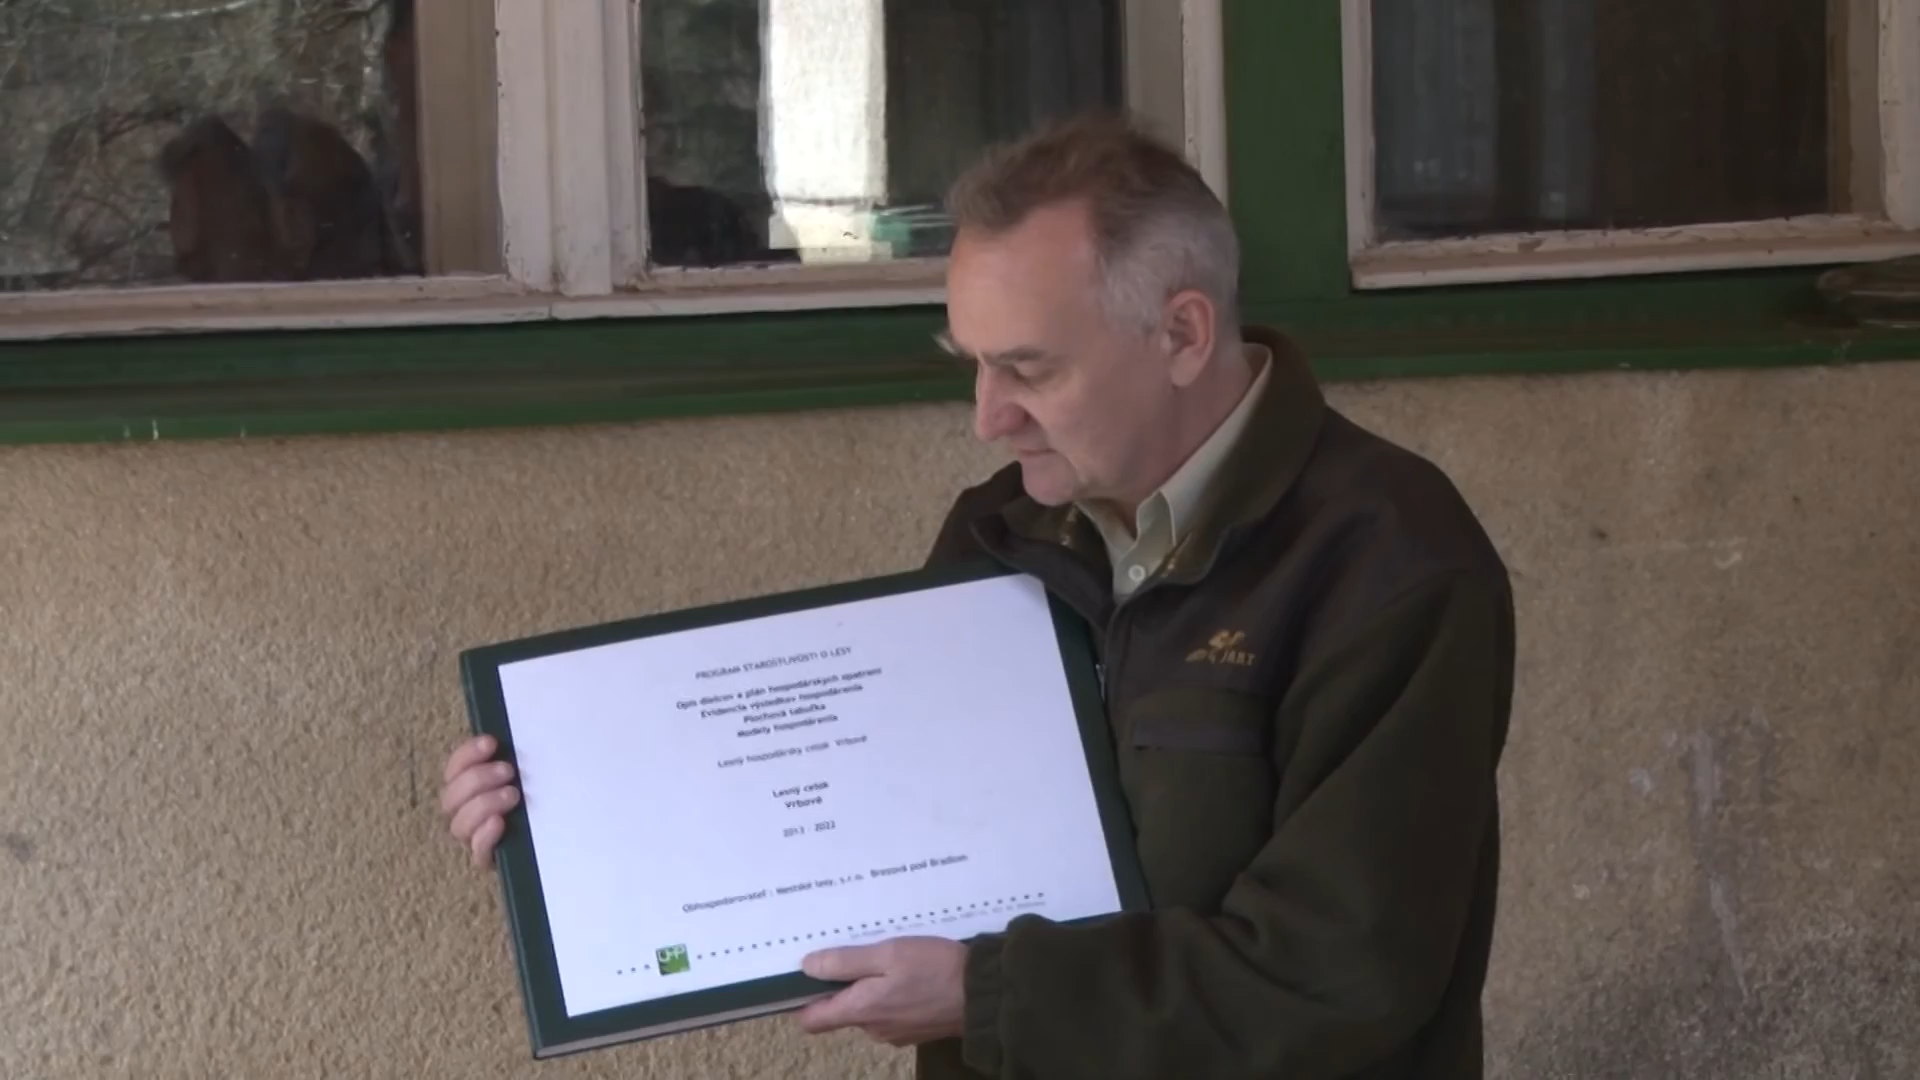 PROGRAM STAROSTLIVOSTI O LESY
Opis dielcov a plán hospodárskych opatrení
Evidencia výsledkov hospodárenia
Plochová tabuľka
Modely hospodárenia
Lesný hospodársky celok Vrbové
Lesný celok
Vrbové
2013 - 2022
Obhospodarovateľ : Mestské lesy, s.r.o. Brezová pod Bradlom